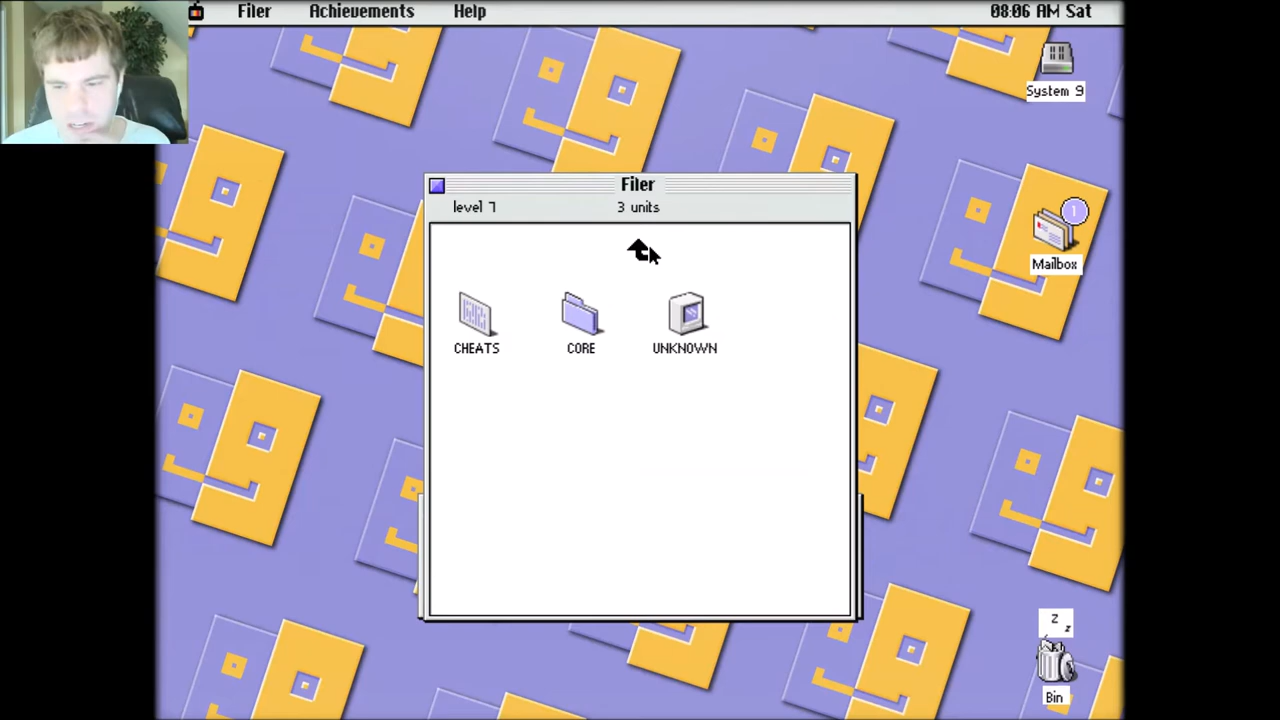 Filer Achievements Help 08:06 AM Sat
System 9
Filer
level 7 3 units
1
Mailbox
CHEATS CORE UNKNOWN
z z
Bin